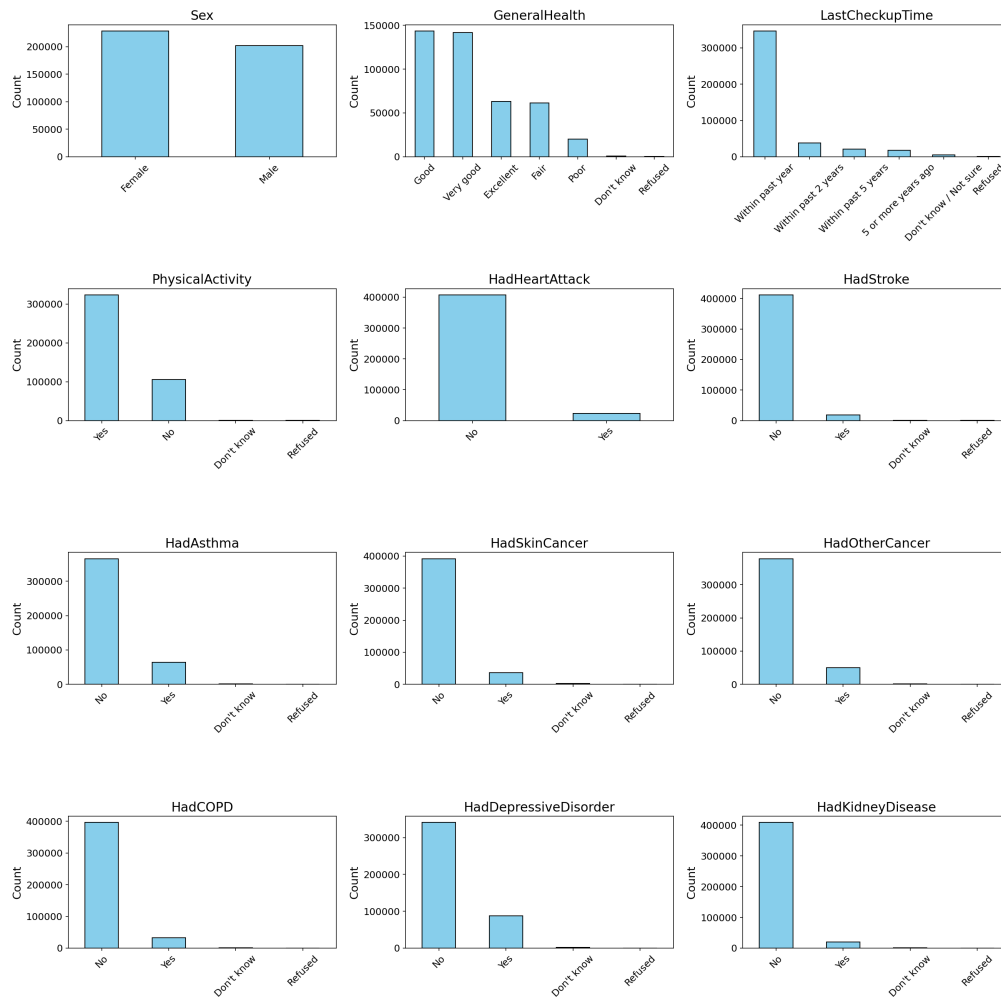 Sex
Count
200000
150000
100000
50000
0
Female
Male
GeneralHealth
Count
150000
100000
50000
0
Good
Very good
Excellent
Fair
Poor
Don't know
Refused
LastCheckupTime
Count
300000
200000
100000
0
Within past year
Within past 2 years
Within past 5 years
5 or more years ago
Don't know / Not sure
Refused
PhysicalActivity
Count
300000
200000
100000
0
Yes
No
Don't know
Refused
HadHeartAttack
Count
400000
300000
200000
100000
0
No
Yes
HadStroke
Count
400000
300000
200000
100000
0
No
Yes
Don't know
Refused
HadAsthma
Count
300000
200000
100000
0
No
Yes
Don't know
Refused
HadSkinCancer
Count
400000
300000
200000
100000
0
No
Yes
Don't know
Refused
HadOtherCancer
Count
300000
200000
100000
0
No
Yes
Don't know
Refused
HadCOPD
Count
400000
300000
200000
100000
0
No
Yes
Don't know
Refused
HadDepressiveDisorder
Count
300000
200000
100000
0
No
Yes
Don't know
Refused
HadKidneyDisease
Count
400000
300000
200000
100000
0
No
Yes
Don't know
Refused